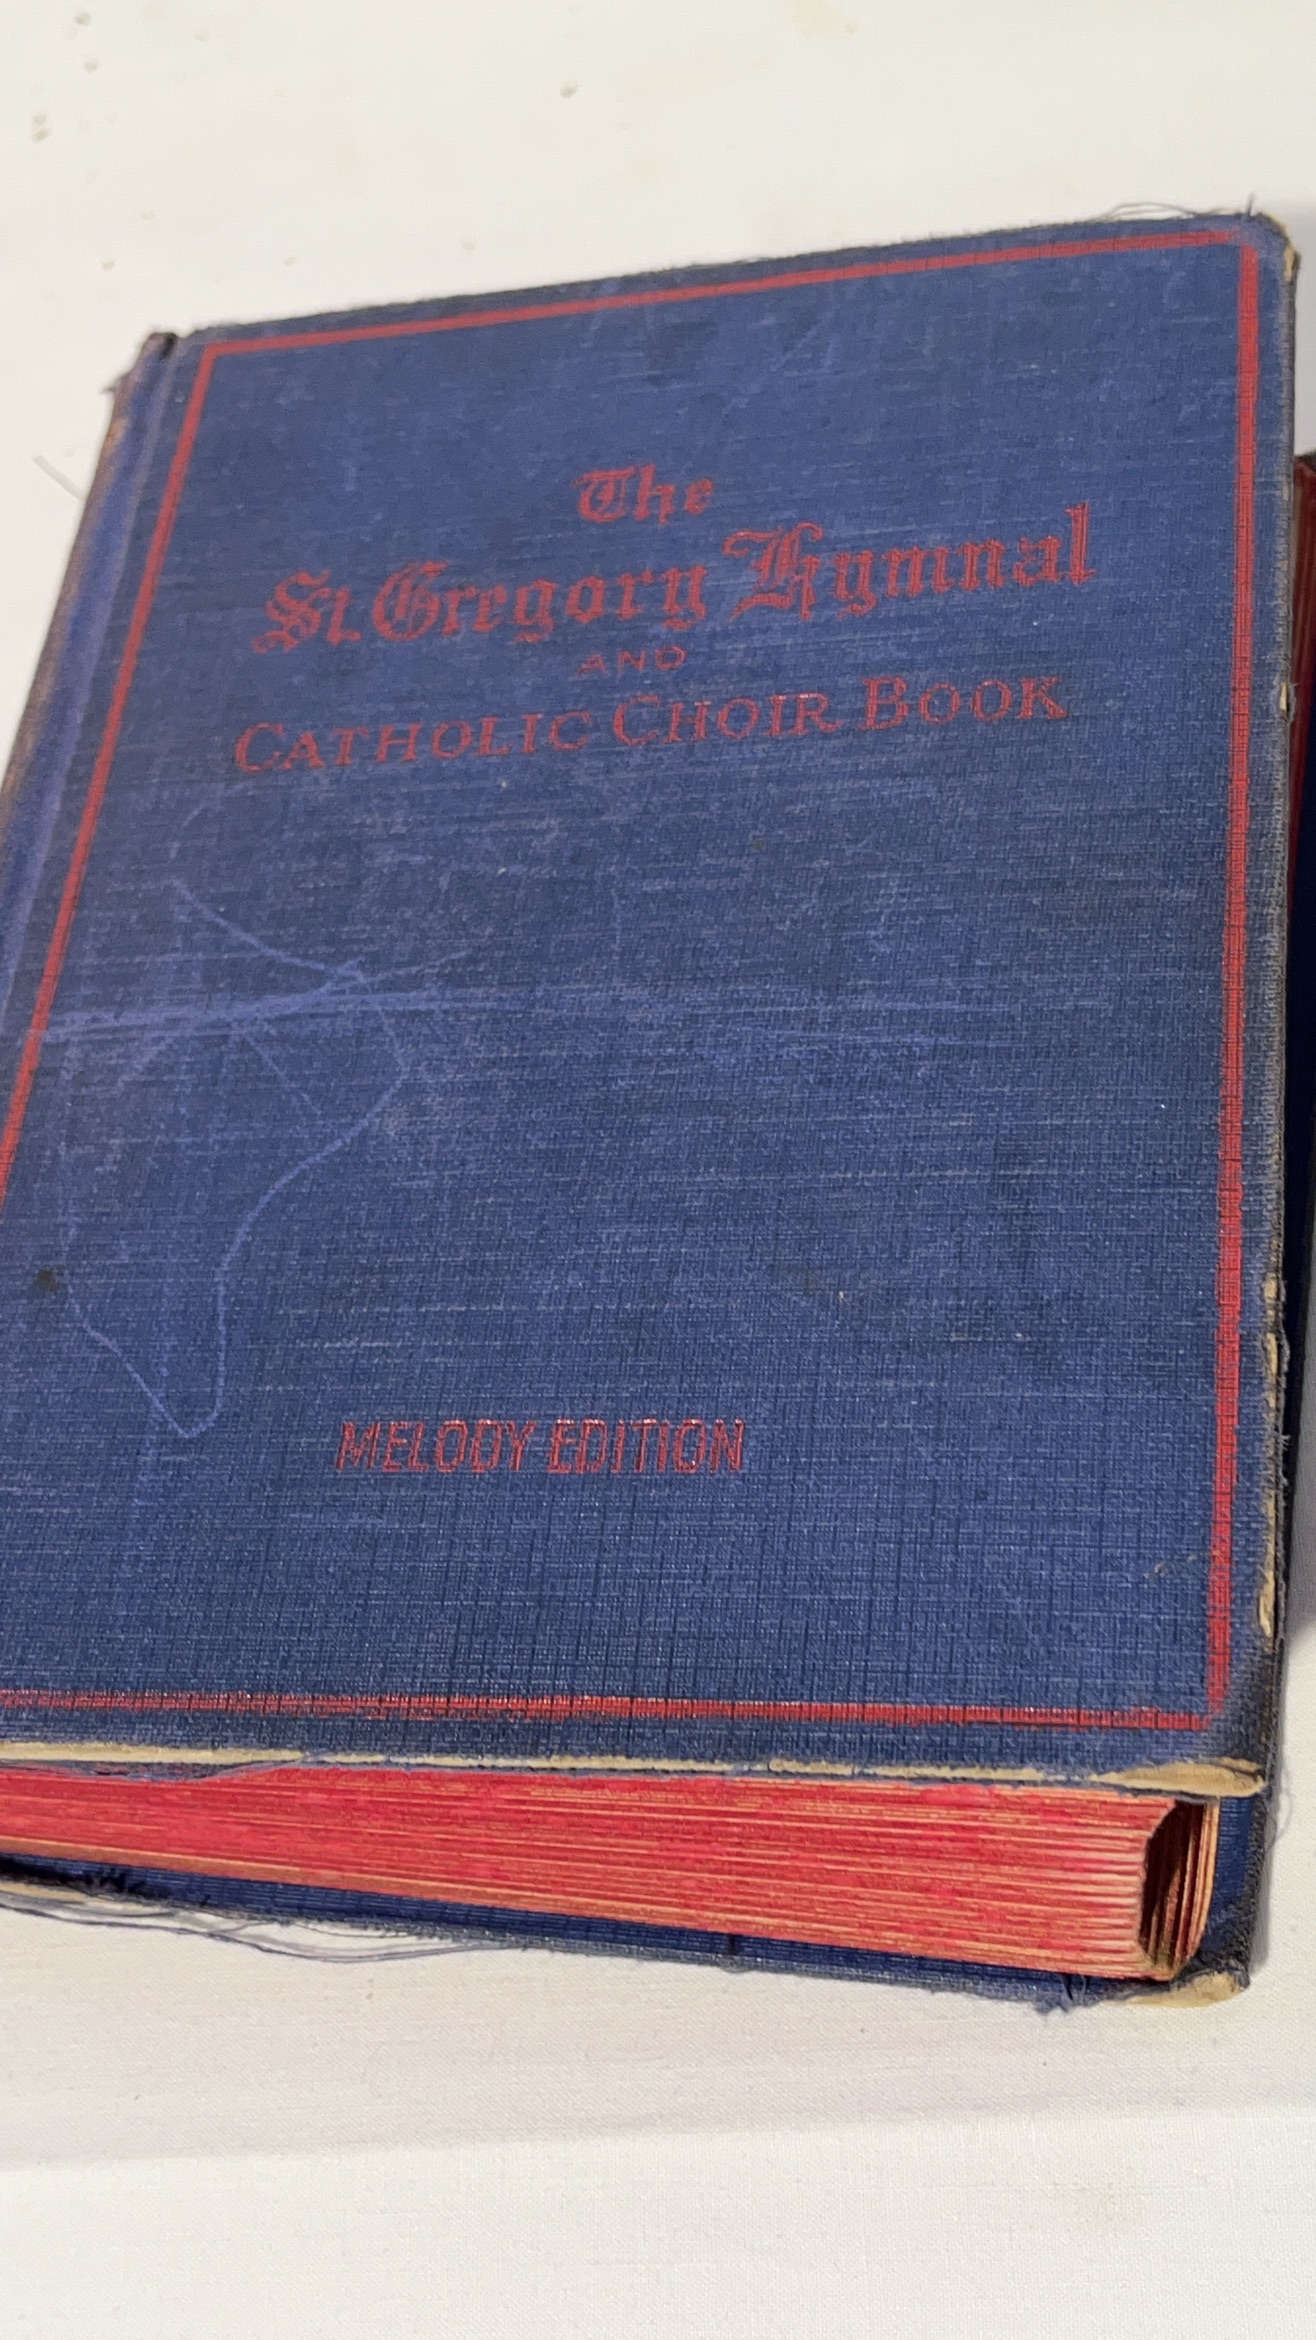 The
St. Gregory Hymnal
AND
CATHOLIC CHOIR BOOK
MELODY EDITION